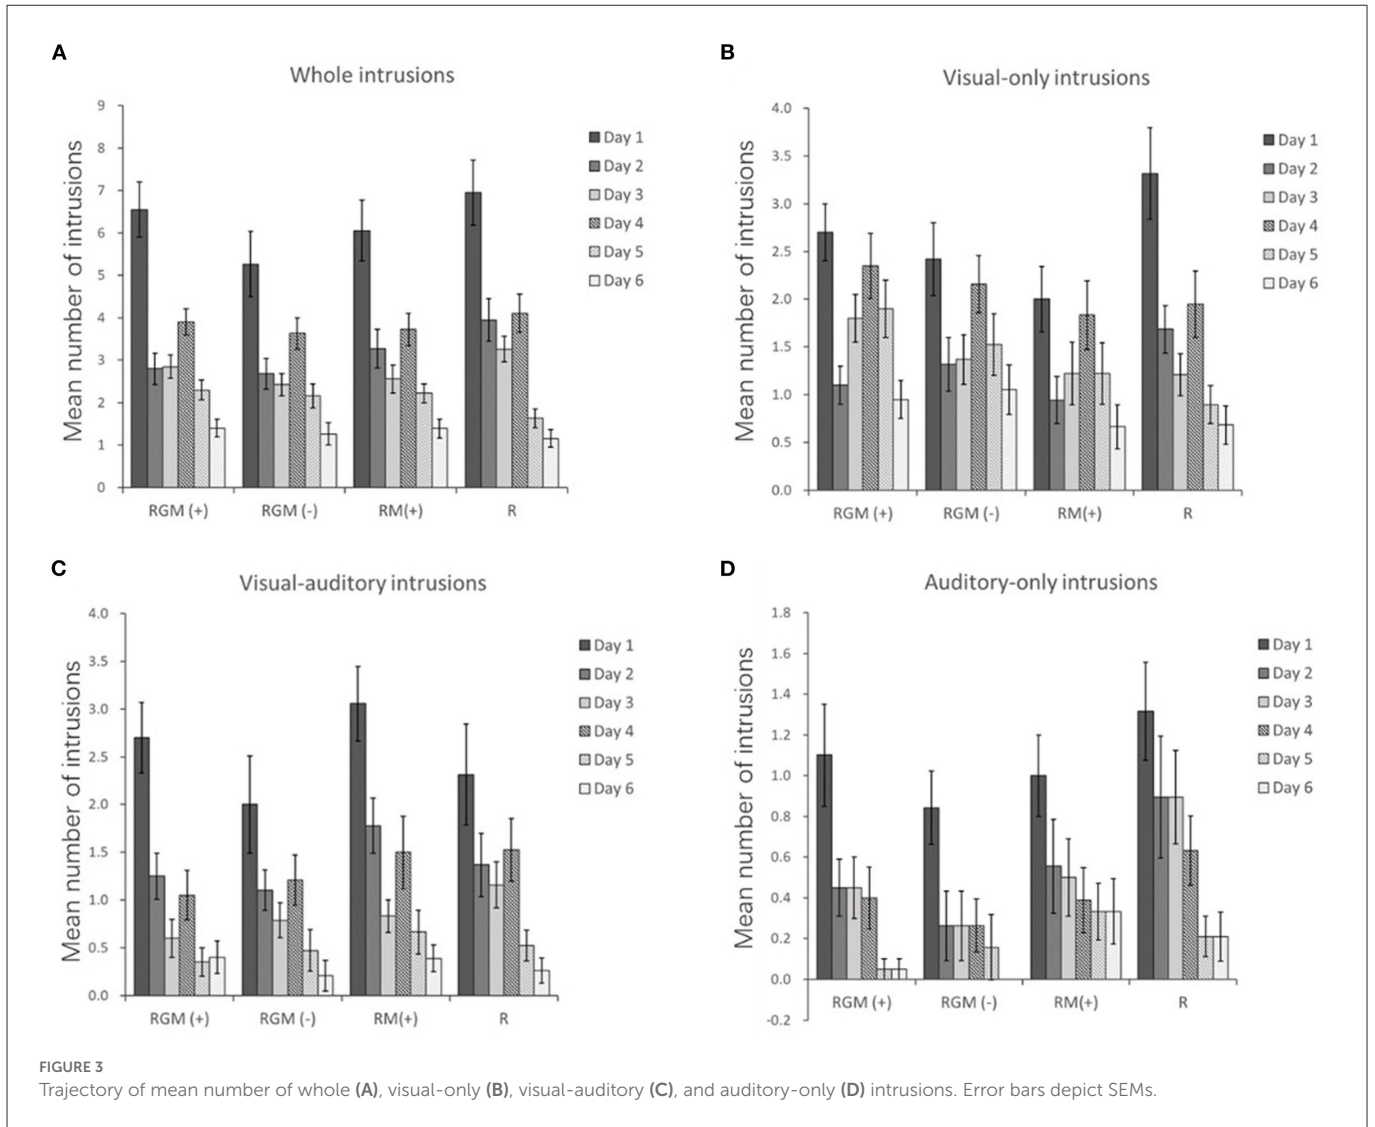 A
Whole intrusions
Mean number of intrusions
9
8
7
6
5
4
3
2
1
0
RGM (+) RGM (-) RM(+) R
Day 1
Day 2
Day 3
Day 4
Day 5
Day 6
B
Visual-only intrusions
Mean number of intrusions
4.0
3.5
3.0
2.5
2.0
1.5
1.0
0.5
0.0
RGM (+) RGM (-) RM(+) R
Day 1
Day 2
Day 3
Day 4
Day 5
Day 6
C
Visual-auditory intrusions
Mean number of intrusions
4.0
3.5
3.0
2.5
2.0
1.5
1.0
0.5
0.0
RGM (+) RGM (-) RM(+) R
Day 1
Day 2
Day 3
Day 4
Day 5
Day 6
D
Auditory-only intrusions
Mean number of intrusions
1.8
1.6
1.4
1.2
1.0
0.8
0.6
0.4
0.2
0.0
-0.2
RGM (+) RGM (-) RM(+) R
Day 1
Day 2
Day 3
Day 4
Day 5
Day 6
FIGURE 3
Trajectory of mean number of whole (A), visual-only (B), visual-auditory (C), and auditory-only (D) intrusions. Error bars depict SEMs.